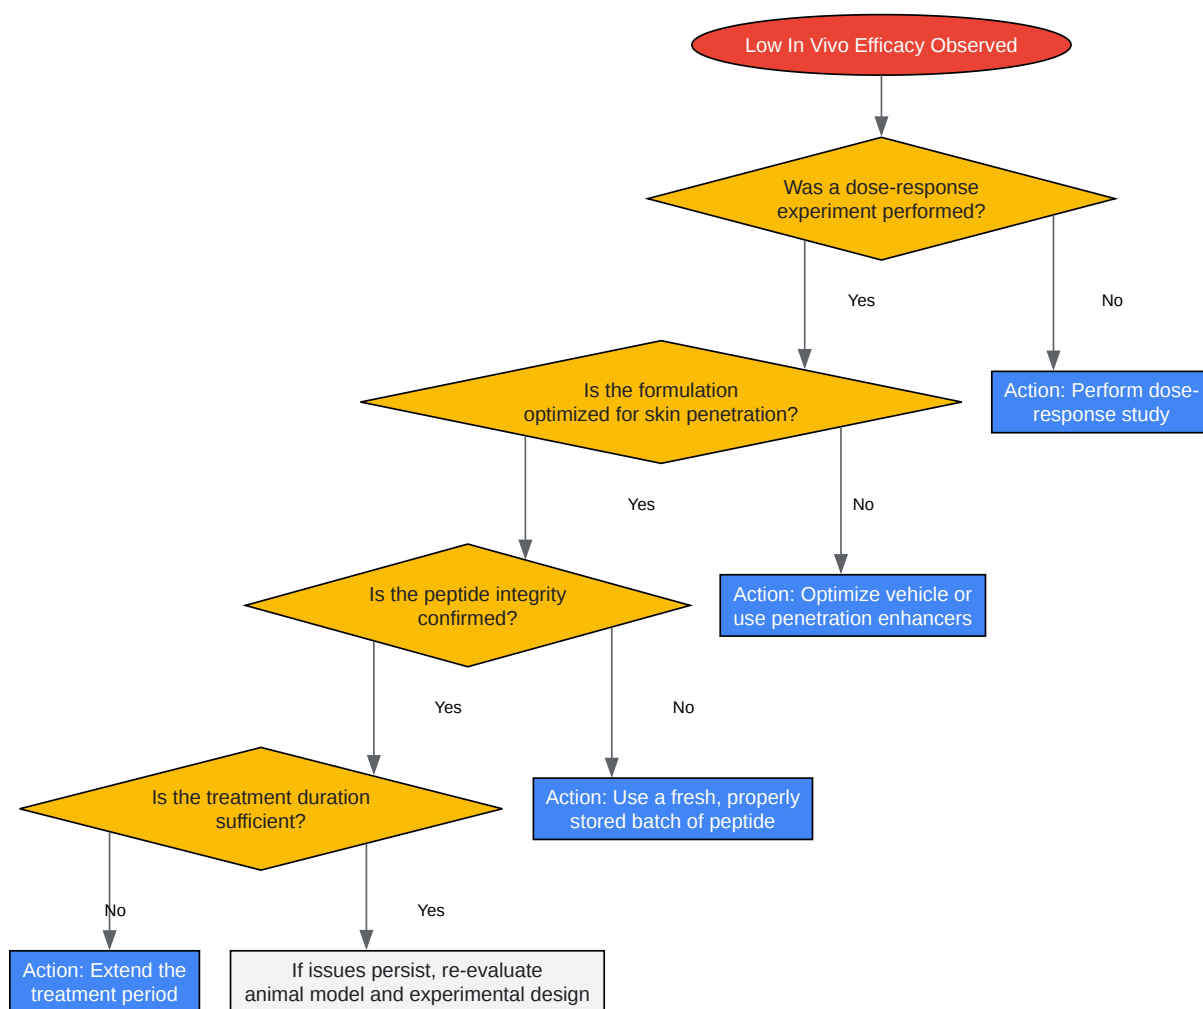 Low In Vivo Efficacy Observed
Was a dose-response
experiment performed?
Yes
No
Is the formulation
optimized for skin penetration?
Action: Perform dose-
response study
Yes
No
Is the peptide integrity
confirmed?
Action: Optimize vehicle or
use penetration enhancers
Yes
No
Is the treatment duration
sufficient?
Action: Use a fresh, properly
stored batch of peptide
No
Yes
Action: Extend the
treatment period
If issues persist, re-evaluate
animal model and experimental design